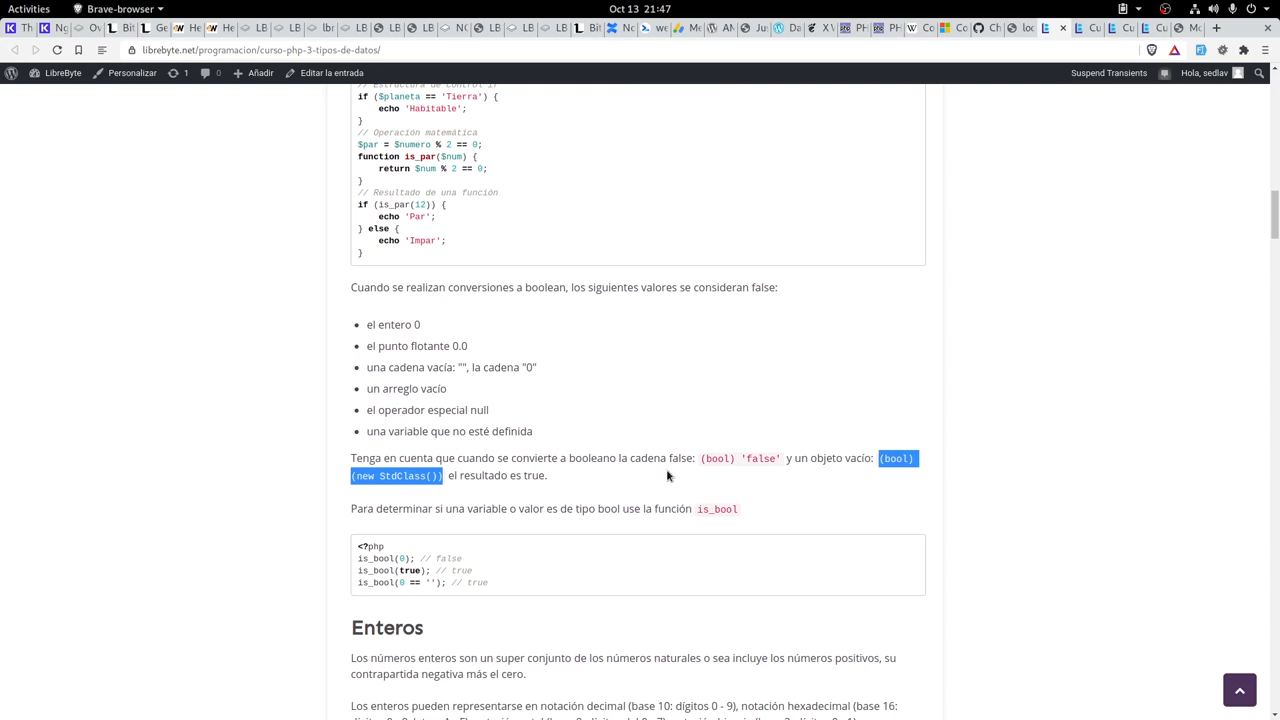 Activities
Brave-browser
Oct 13 21:47
librebyte.net/programacion/curso-php-3-tipos-de-datos/
LibreByte
Personalizar
1
0
Añadir
Editar la entrada
Suspend Transients
Hola, sedlav
// Estructura de control if
if ($planeta == 'Tierra') {
echo 'Habitable';
}
// Operación matemática
$par = $numero % 2 == 0;
function is_par($num) {
return $num % 2 == 0;
}
// Resultado de una función
if (is_par(12)) {
echo 'Par';
} else {
echo 'Impar';
}
Cuando se realizan conversiones a boolean, los siguientes valores se consideran false:
• el entero 0
• el punto flotante 0.0
• una cadena vacía: "", la cadena "0"
• un arreglo vacío
• el operador especial null
• una variable que no esté definida
Tenga en cuenta que cuando se convierte a booleano la cadena false: (bool) 'false' y un objeto vacío: (bool)
(new StdClass()) el resultado es true.
Para determinar si una variable o valor es de tipo bool use la función is_bool
<?php
is_bool(0); // false
is_bool(true); // true
is_bool(0 == ''); // true
Enteros
Los números enteros son un super conjunto de los números naturales o sea incluye los números positivos, su
contrapartida negativa más el cero.
Los enteros pueden representarse en notación decimal (base 10: dígitos 0 - 9), notación hexadecimal (base 16: